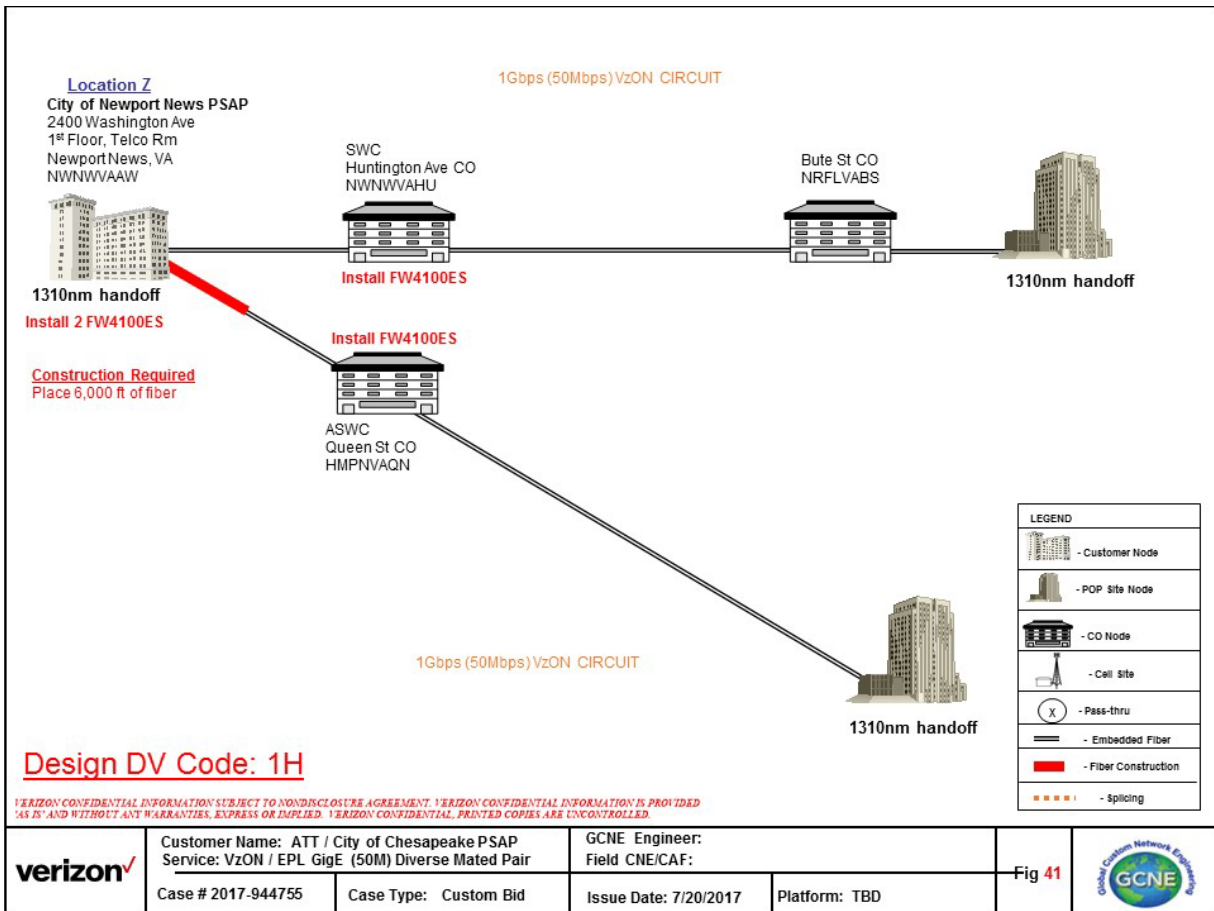 1Gbps (50Mbps) VzON CIRCUIT
Location Z
City of Newport News PSAP
2400 Washington Ave
1st Floor, Telco Rm
Newport News, VA
NWNWVAAW
SWC
Huntington Ave CO
NWNWVAHU
Bute St CO
NRFLVABS
Install FW4100ES
1310nm handoff
1310nm handoff
Install 2 FW4100ES
Install FW4100ES
Construction Required
Place 6,000 ft of fiber
ASWC
Queen St CO
HMPNVAQN
1Gbps (50Mbps) VzON CIRCUIT
1310nm handoff
LEGEND
- Customer Node
- POP Site Node
- CO Node
- Cell Site
X - Pass-thru
- Embedded Fiber
- Fiber Construction
- Splicing
Design DV Code: 1H
VERIZON CONFIDENTIAL INFORMATION SUBJECT TO NONDISCLOSURE AGREEMENT. VERIZON CONFIDENTIAL INFORMATION IS PROVIDED
'AS IS' AND WITHOUT ANY WARRANTIES, EXPRESS OR IMPLIED. VERIZON CONFIDENTIAL, PRINTED COPIES ARE UNCONTROLLED.
verizon
Customer Name: ATT / City of Chesapeake PSAP
Service: VzON / EPL GigE (50M) Diverse Mated Pair
GCNE Engineer:
Field CNE/CAF:
Fig 41
Case # 2017-944755
Case Type: Custom Bid
Issue Date: 7/20/2017
Platform: TBD
Global Custom Network Engineering
GCNE